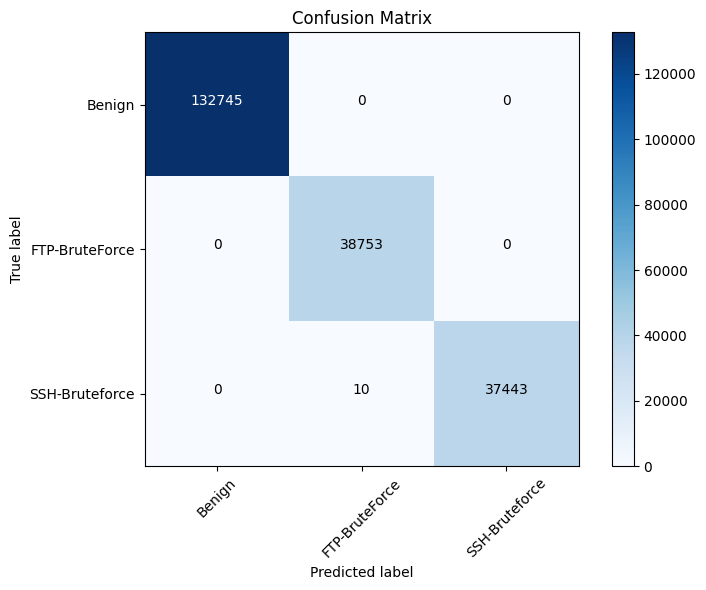 Confusion Matrix
True label
Benign
FTP-BruteForce
SSH-Bruteforce
132745 0 0
0 38753 0
0 10 37443
Benign
FTP-BruteForce
SSH-Bruteforce
Predicted label
120000
100000
80000
60000
40000
20000
0